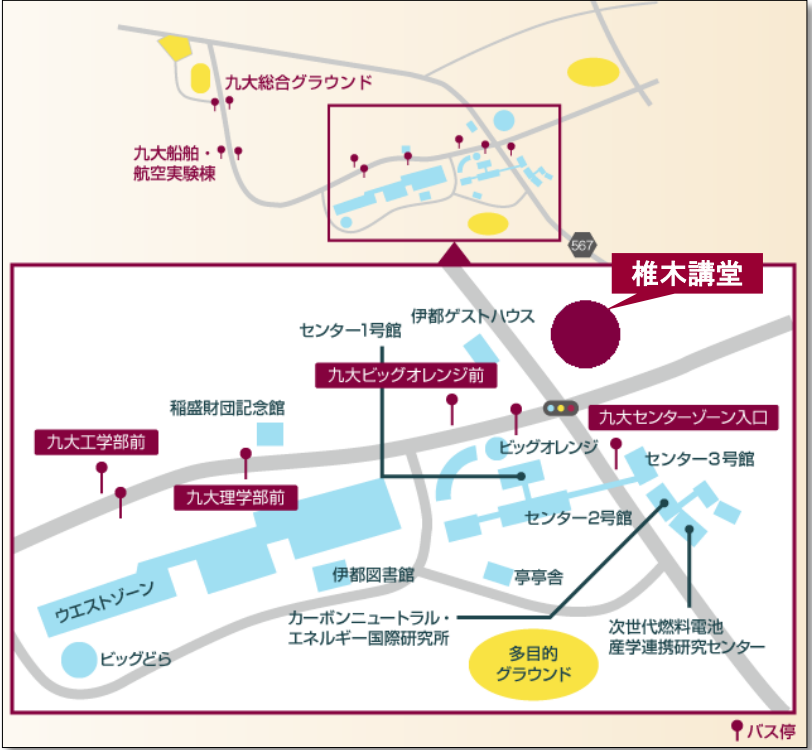 九大総合グラウンド
九大船舶・
航空実験棟
567
椎木講堂
伊都ゲストハウス
センター1号館
九大ビッグオレンジ前
稲盛財団記念館
九大センターゾーン入口
九大工学部前
ビッグオレンジ
センター3号館
九大理学部前
センター2号館
伊都図書館
亭亭舎
ウエストゾーン
カーボンニュートラル・
エネルギー国際研究所
次世代燃料電池
産学連携研究センター
ビッグどら
多目的
グラウンド
バス停